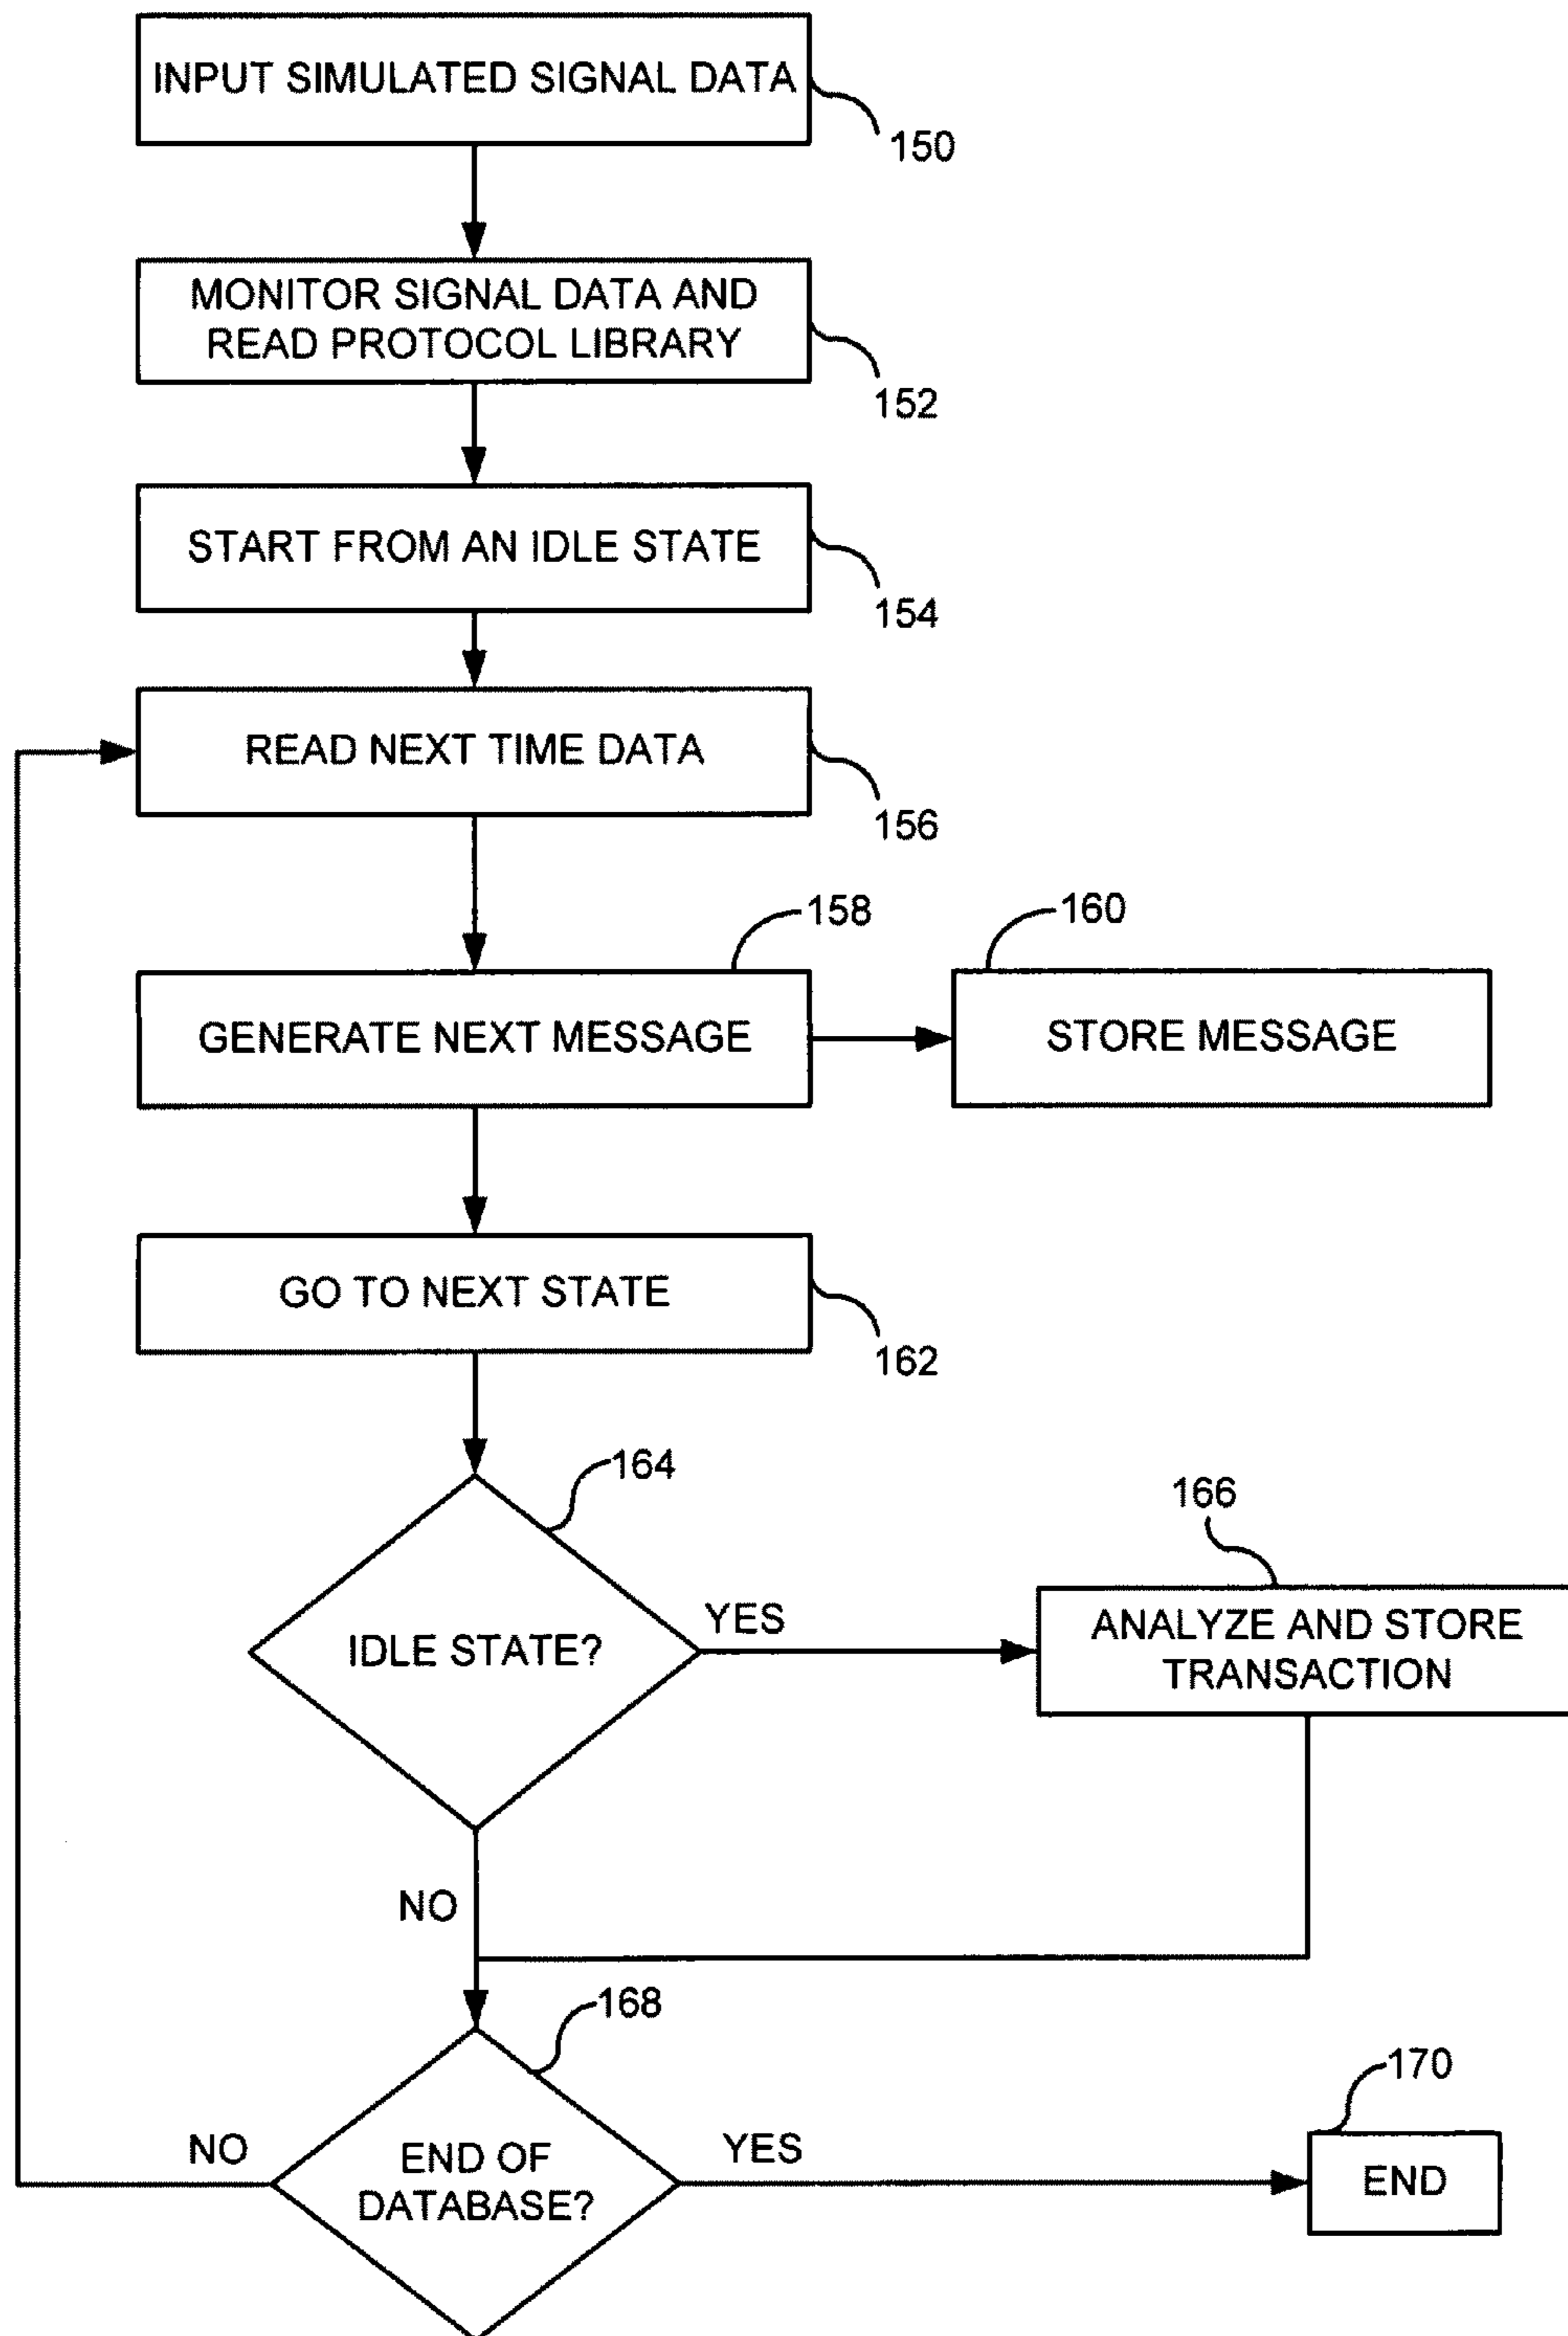 INPUT SIMULATED SIGNAL DATA
150
MONITOR SIGNAL DATA AND
READ PROTOCOL LIBRARY
152
START FROM AN IDLE STATE
154
READ NEXT TIME DATA
156
158
160
GENERATE NEXT MESSAGE
STORE MESSAGE
GO TO NEXT STATE
162
164
166
IDLE STATE?
YES
ANALYZE AND STORE
TRANSACTION
NO
168
170
NO
END OF
DATABASE?
YES
END